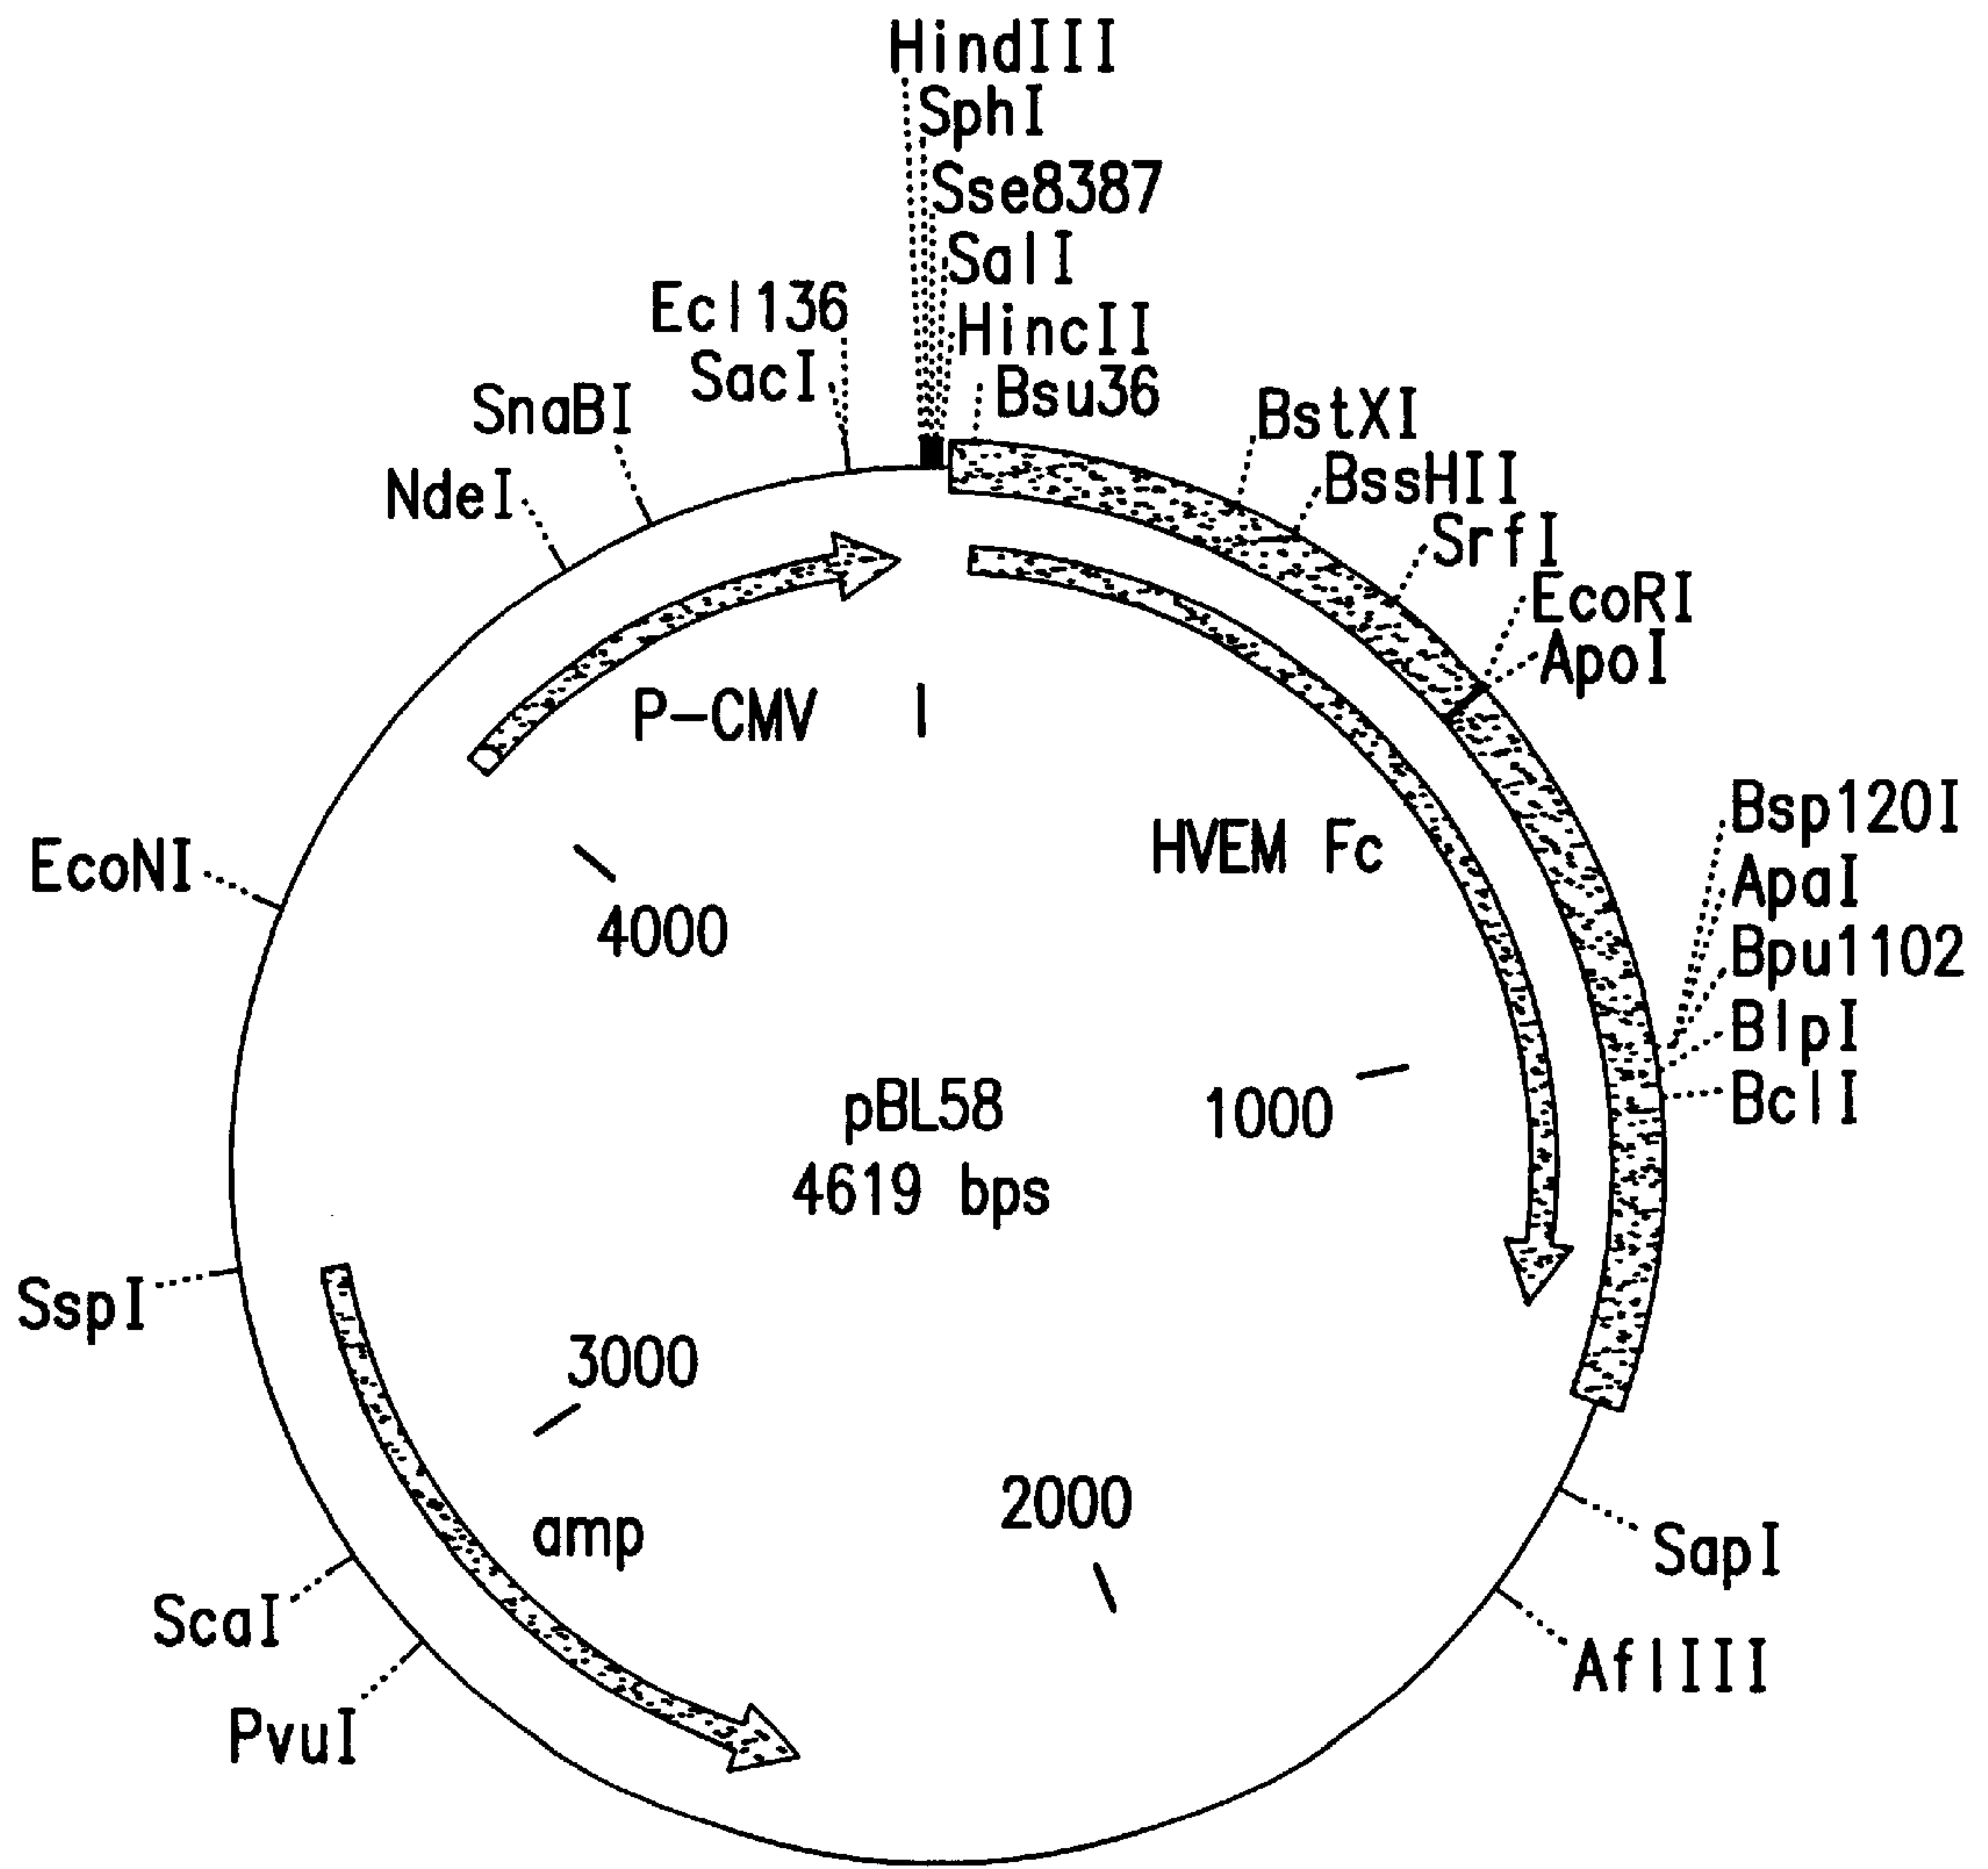 HindIII
SphI
Sse8387
SalI
HincII
Bsu36
Ecl136
SacI
SnaBI
NdeI
BstXI
BssHII
SrfI
EcoRI
ApoI
P-CMV
1
HVEM Fc
Bsp120I
ApaI
Bpu1102
BlpI
BclI
EcoNI
4000
1000
pBL58
4619 bps
SspI
3000
2000
amp
SapI
AflIII
ScaI
PvuI